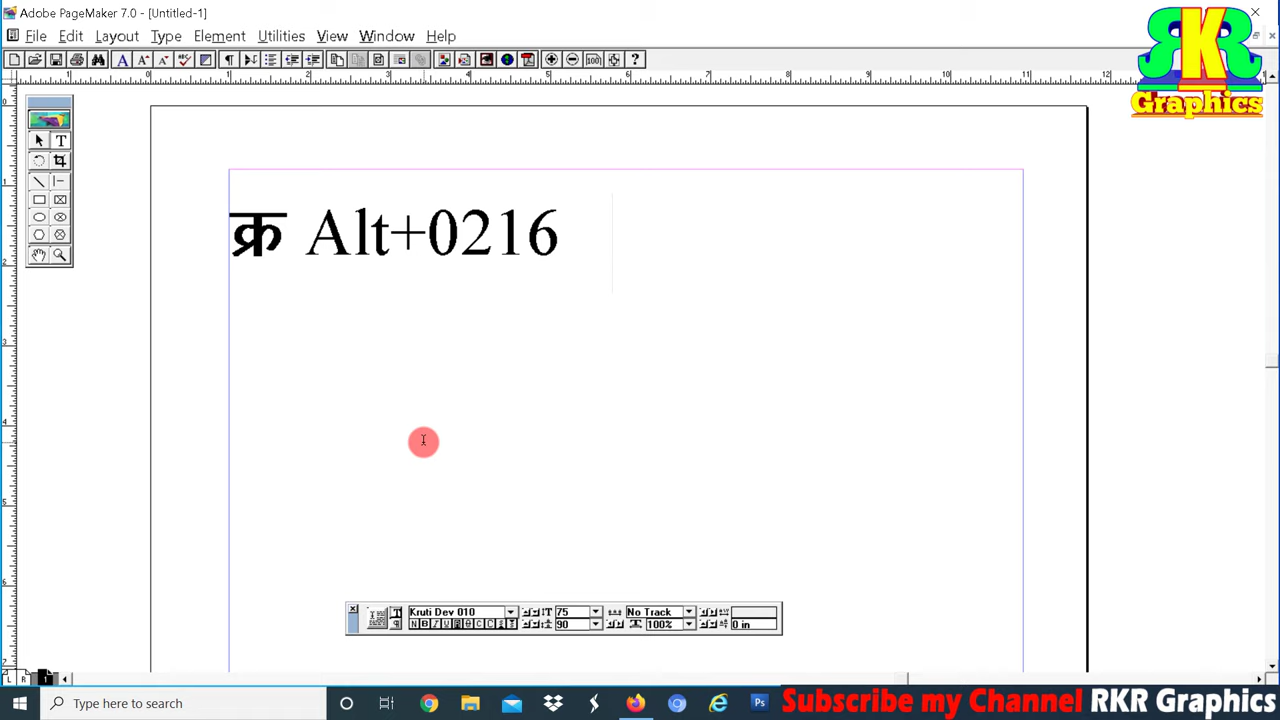 Adobe PageMaker 7.0 - [Untitled-1]
File Edit Layout Type Element Utilities View Window Help
RKR
Graphics
क्र Alt+0216
Kruti Dev 010 75 No Track
90 100% 0 in
L R 1
Type here to search
Subscribe my Channel RKR Graphics